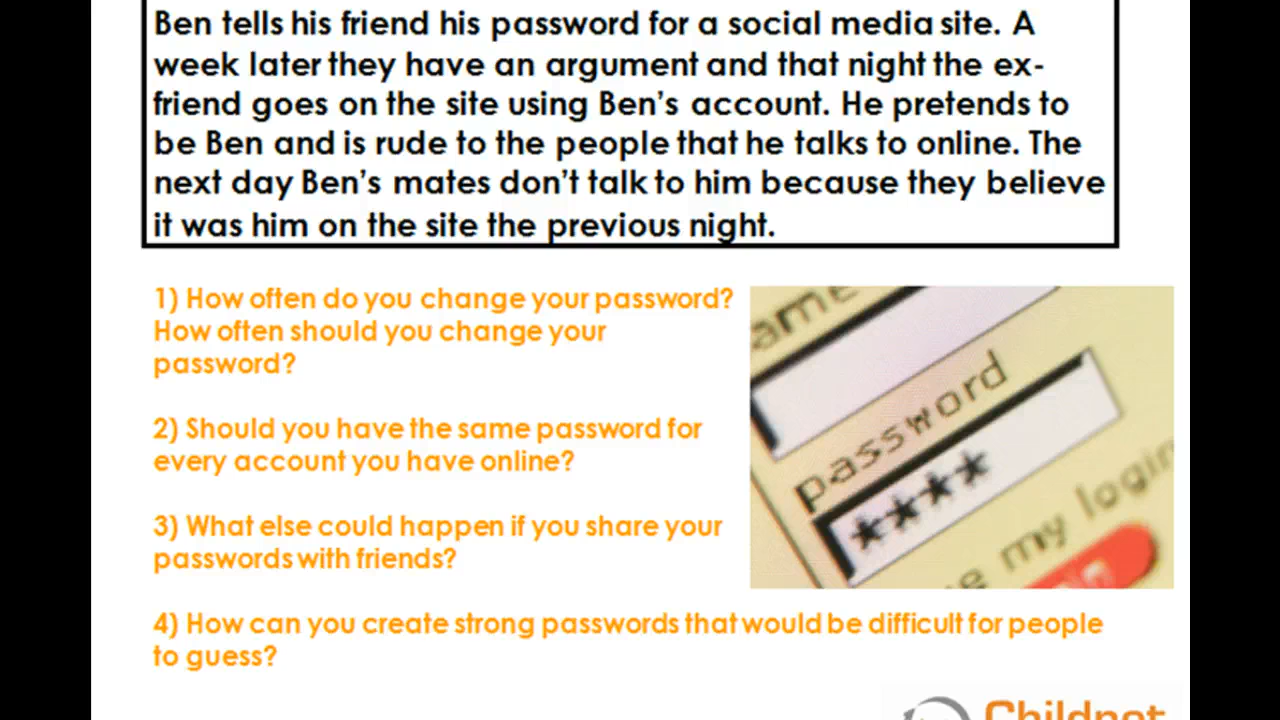 Ben tells his friend his password for a social media site. A
week later they have an argument and that night the ex-
friend goes on the site using Ben's account. He pretends to
be Ben and is rude to the people that he talks to online. The
next day Ben's mates don't talk to him because they believe
it was him on the site the previous night.
1) How often do you change your password?
How often should you change your
password?
2) Should you have the same password for
every account you have online?
3) What else could happen if you share your
passwords with friends?
4) How can you create strong passwords that would be difficult for people
to guess?
ame
password
****
my login
Childnet